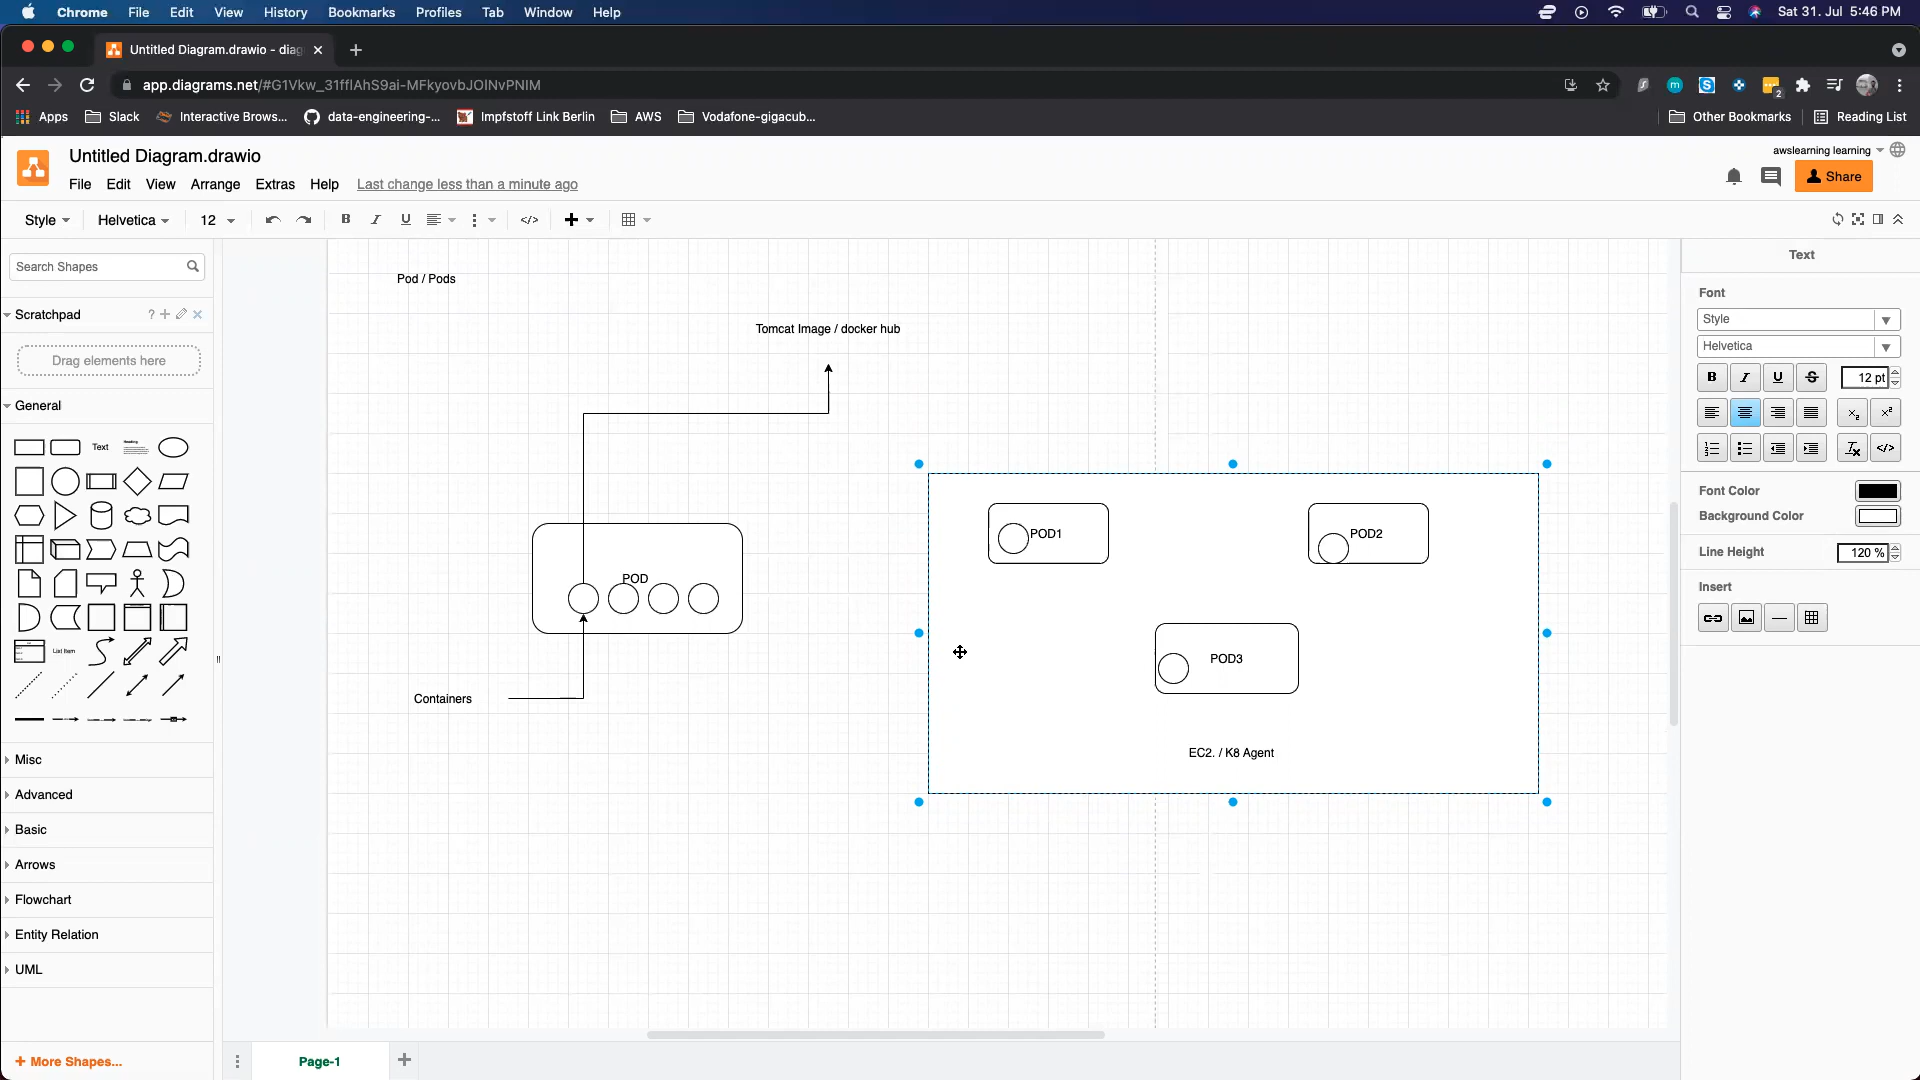 Chrome File Edit View History Bookmarks Profiles Tab Window Help Sat 31. Jul 5:46 PM
Untitled Diagram.drawio - diag
app.diagrams.net/#G1Vkw_31ffIAhS9ai-MFkyovbJOINvPNIM
2
Apps Slack Interactive Brows... data-engineering-... Impfstoff Link Berlin AWS Vodafone-gigacub... Other Bookmarks Reading List
Untitled Diagram.drawio
awslearning learning
File Edit View Arrange Extras Help Last change less than a minute ago
Share
Style Helvetica 12 B I U </>
Search Shapes
Scratchpad ?
Drag elements here
General
Text
Heading
List Item
Misc
Advanced
Basic
Arrows
Flowchart
Entity Relation
UML
+ More Shapes...
Pod / Pods
Tomcat Image / docker hub
POD
Containers
POD1
POD2
POD3
EC2. / K8 Agent
Page-1
Text
Font
Style
Helvetica
B I U S 12 pt
Font Color
Background Color
Line Height 120 %
Insert